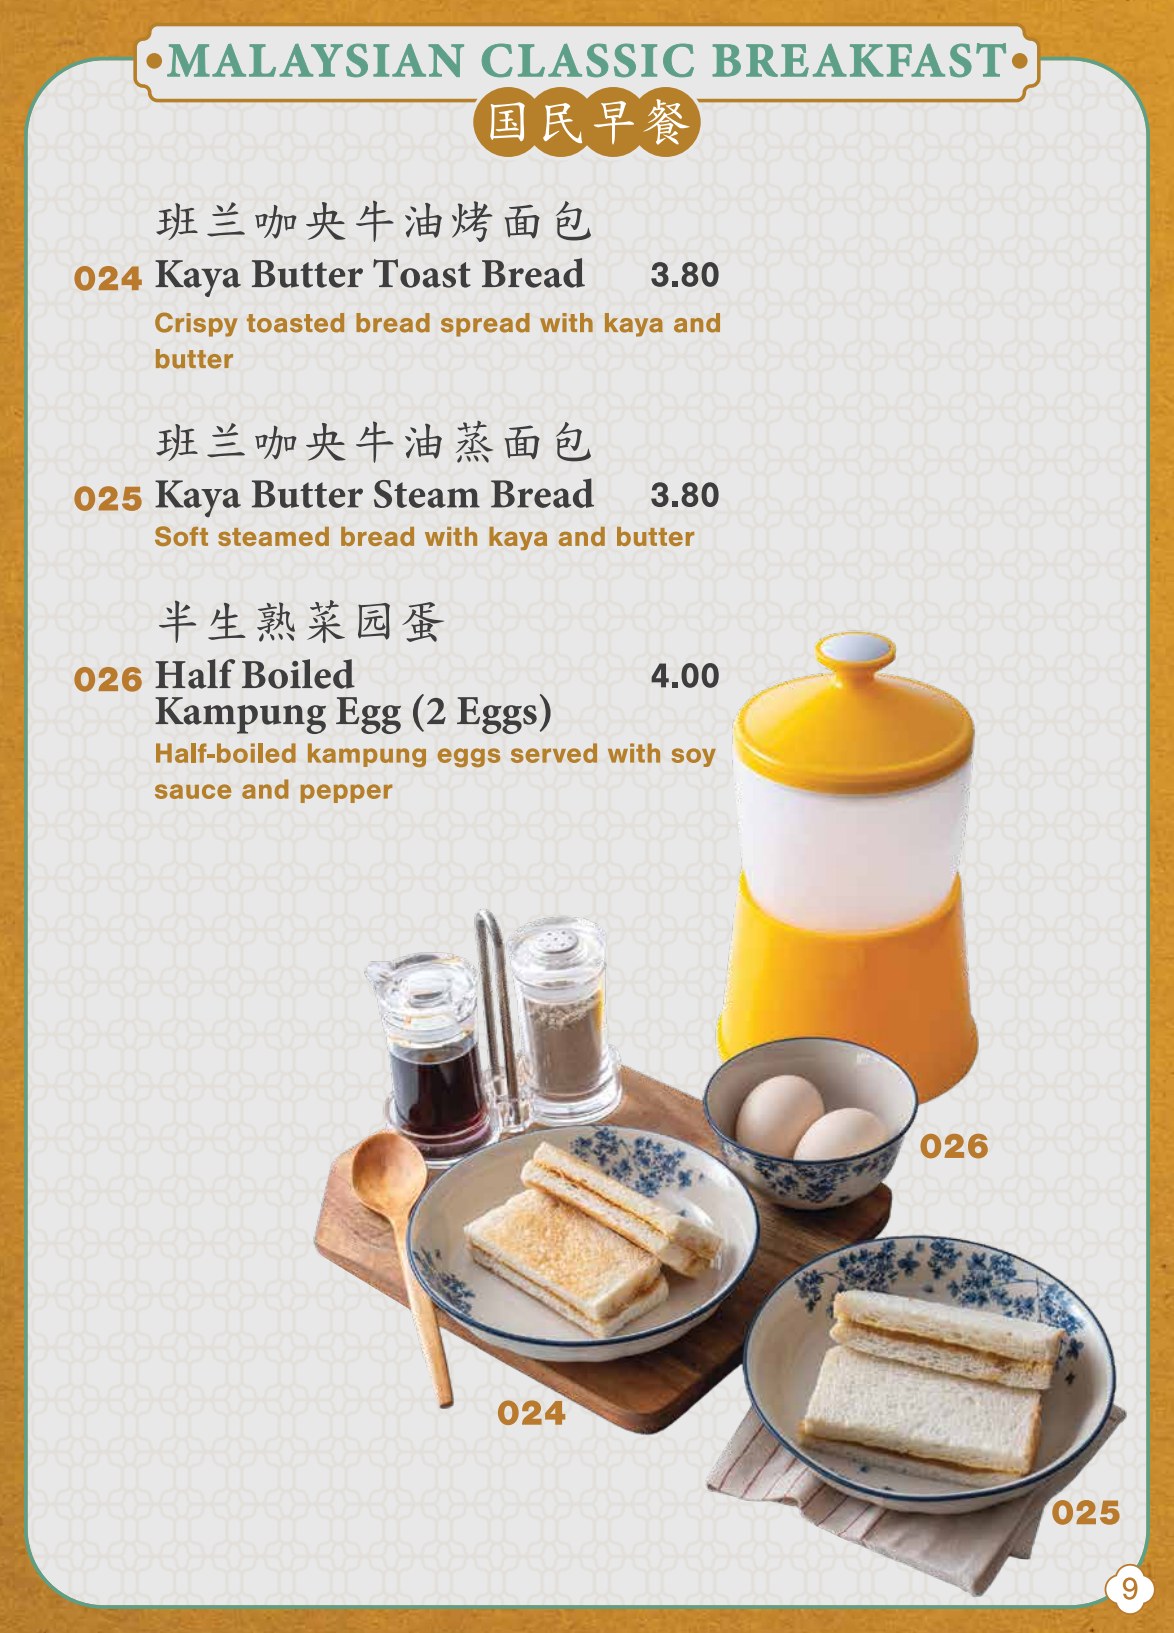 MALAYSIAN CLASSIC BREAKFAST
国民早餐
班兰咖央牛油烤面包
024 Kaya Butter Toast Bread 3.80
Crispy toasted bread spread with kaya and
butter
班兰咖央牛油蒸面包
025 Kaya Butter Steam Bread 3.80
Soft steamed bread with kaya and butter
半生熟菜园蛋
026 Half Boiled 4.00
Kampung Egg (2 Eggs)
Half-boiled kampung eggs served with soy
sauce and pepper
026
024
025
9